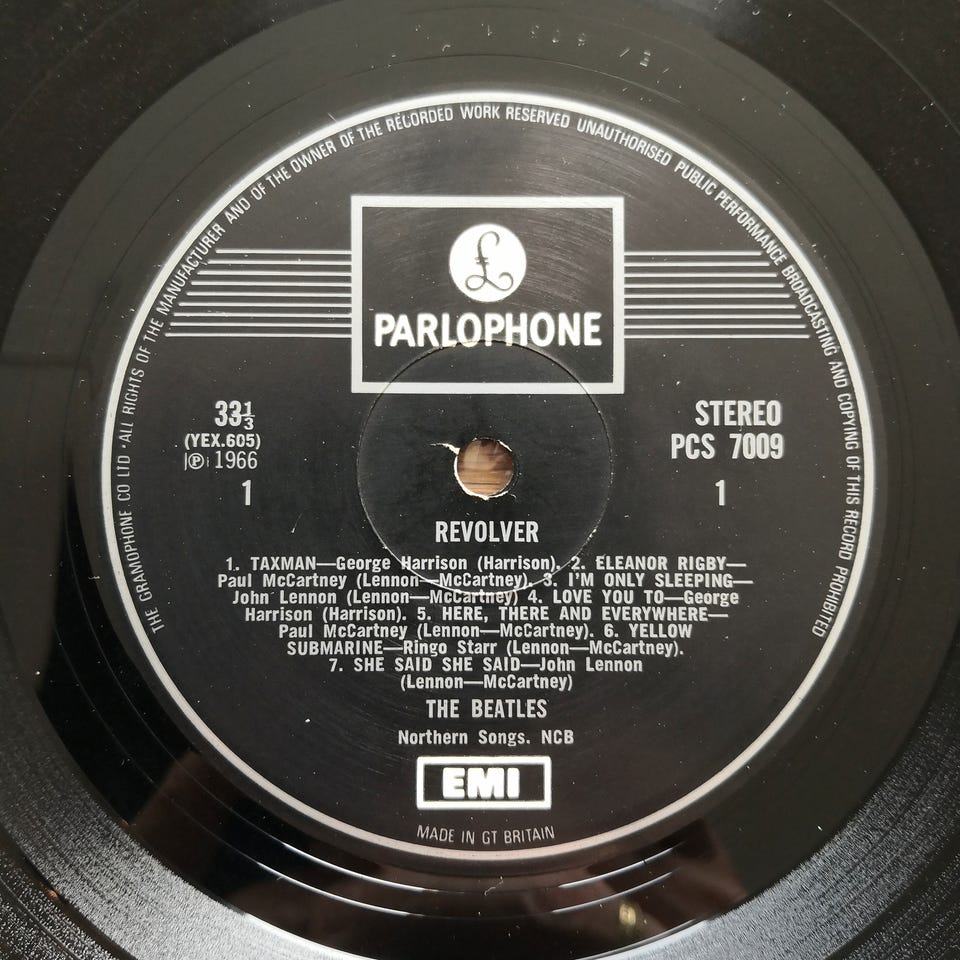 THE GRAMOPHONE CO LTD · ALL RIGHTS OF THE MANUFACTURER AND OF THE OWNER OF THE RECORDED WORK RESERVED UNAUTHORISED PUBLIC PERFORMANCE BROADCASTING AND COPYING OF THIS RECORD PROHIBITED
£
PARLOPHONE
33⅓
(YEX.605)
℗ 1966
1
STEREO
PCS 7009
1
REVOLVER
1. TAXMAN—George Harrison (Harrison). 2. ELEANOR RIGBY—
Paul McCartney (Lennon—McCartney). 3. I'M ONLY SLEEPING—
John Lennon (Lennon—McCartney) 4. LOVE YOU TO—George
Harrison (Harrison). 5. HERE, THERE AND EVERYWHERE—
Paul McCartney (Lennon—McCartney). 6. YELLOW
SUBMARINE—Ringo Starr (Lennon—McCartney).
7. SHE SAID SHE SAID—John Lennon
(Lennon—McCartney)
THE BEATLES
Northern Songs. NCB
EMI
MADE IN GT BRITAIN